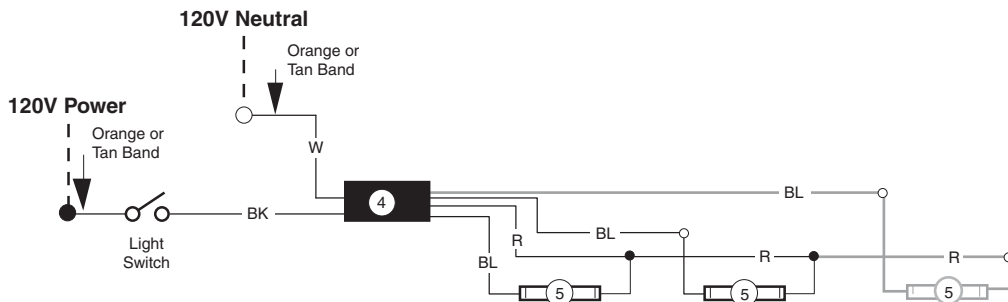 120V Neutral
Orange or
Tan Band
120V Power
Orange or
Tan Band
W
4
BL
BK
Light
Switch
R
BL
R
R
BL
5
5
5